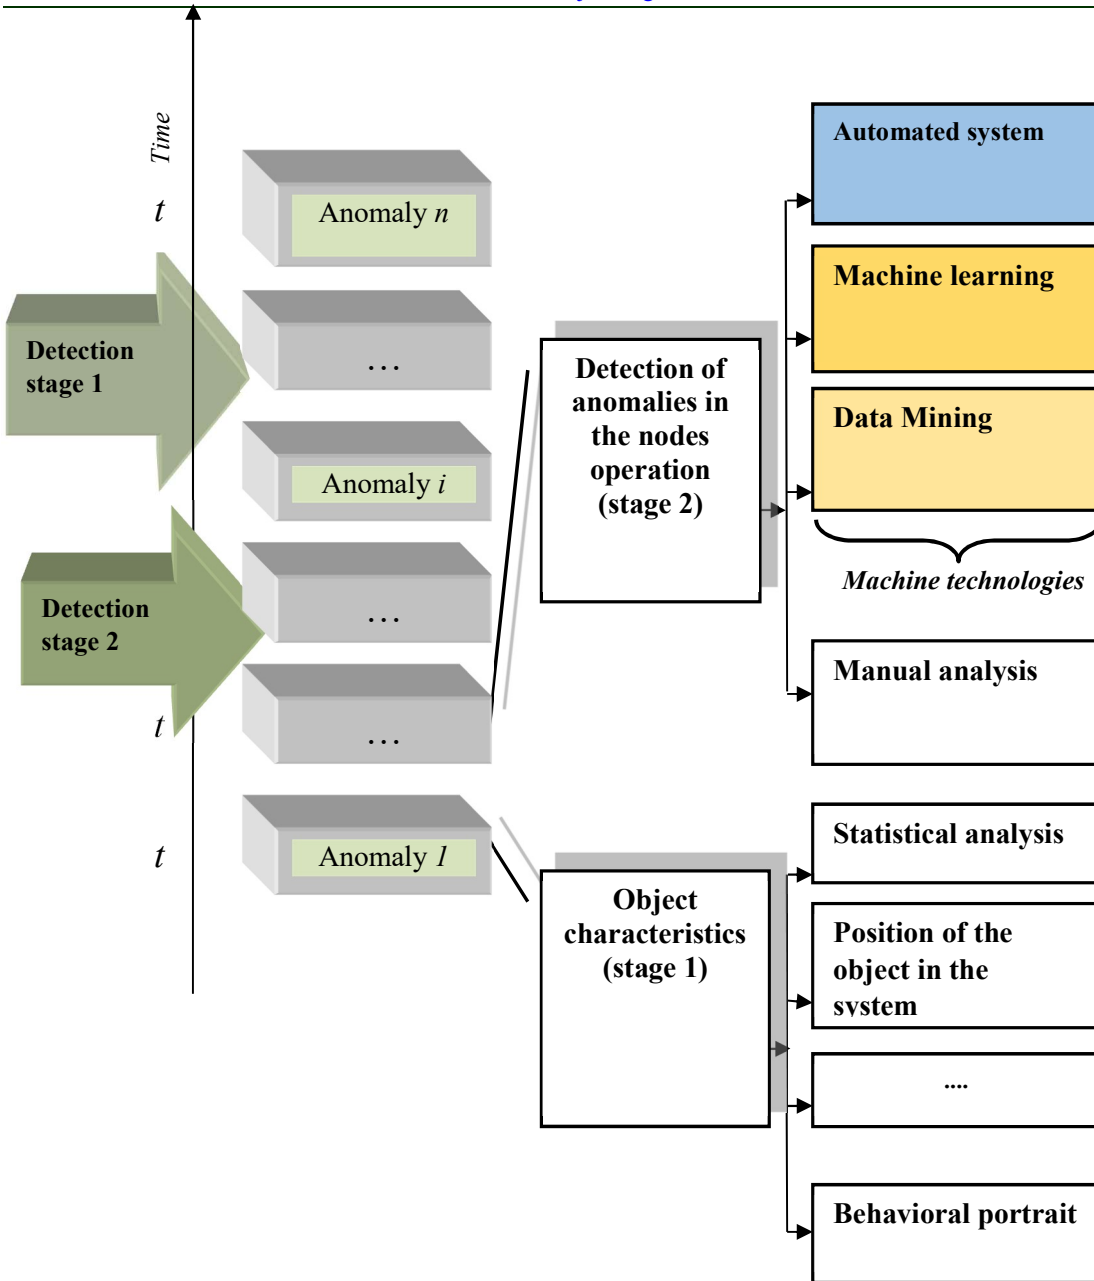 Time
t
Anomaly n
Automated system
Machine learning
Detection
stage 1
...
Detection of
anomalies in
the nodes
operation
(stage 2)
Data Mining
Anomaly i
Machine technologies
Detection
stage 2
...
Manual analysis
t
...
Statistical analysis
t
Anomaly 1
Object
characteristics
(stage 1)
Position of the
object in the
system
....
Behavioral portrait